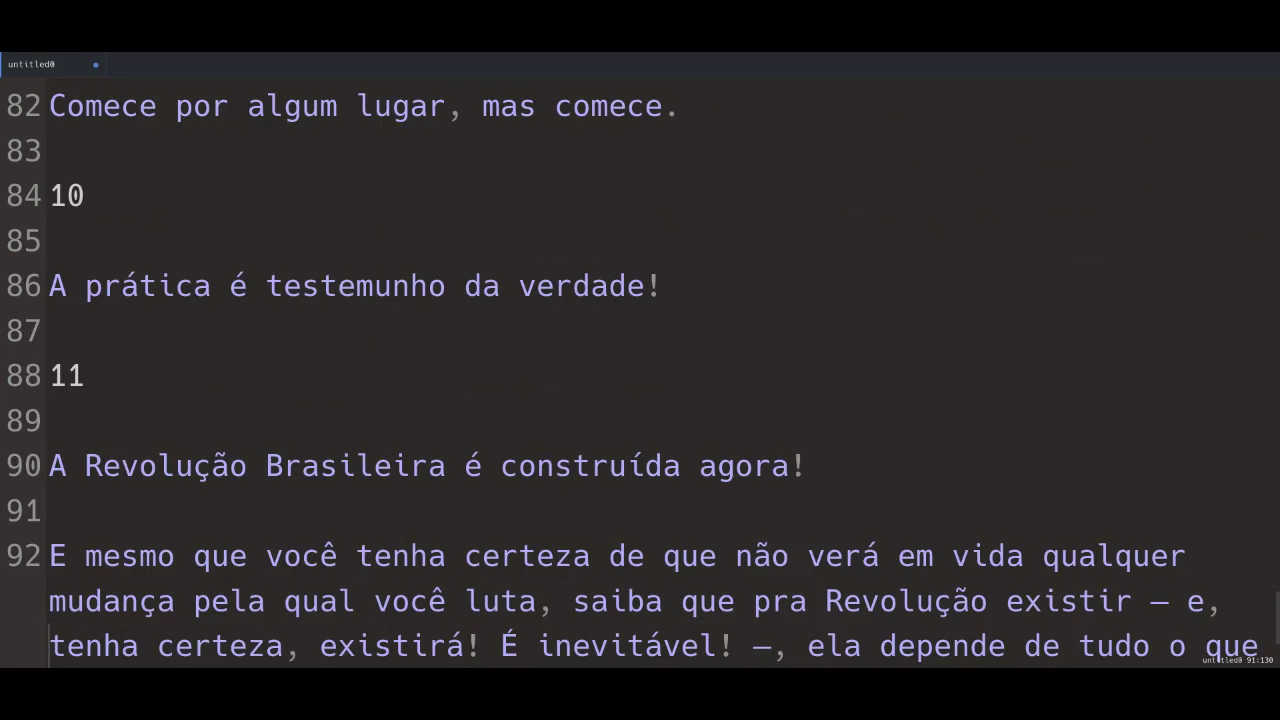 untitled0
82 Comece por algum lugar, mas comece.
83
84 10
85
86 A prática é testemunho da verdade!
87
88 11
89
90 A Revolução Brasileira é construída agora!
91
92 E mesmo que você tenha certeza de que não verá em vida qualquer
mudança pela qual você luta, saiba que pra Revolução existir — e,
tenha certeza, existirá! É inevitável! —, ela depende de tudo o que
untitled0 91:130